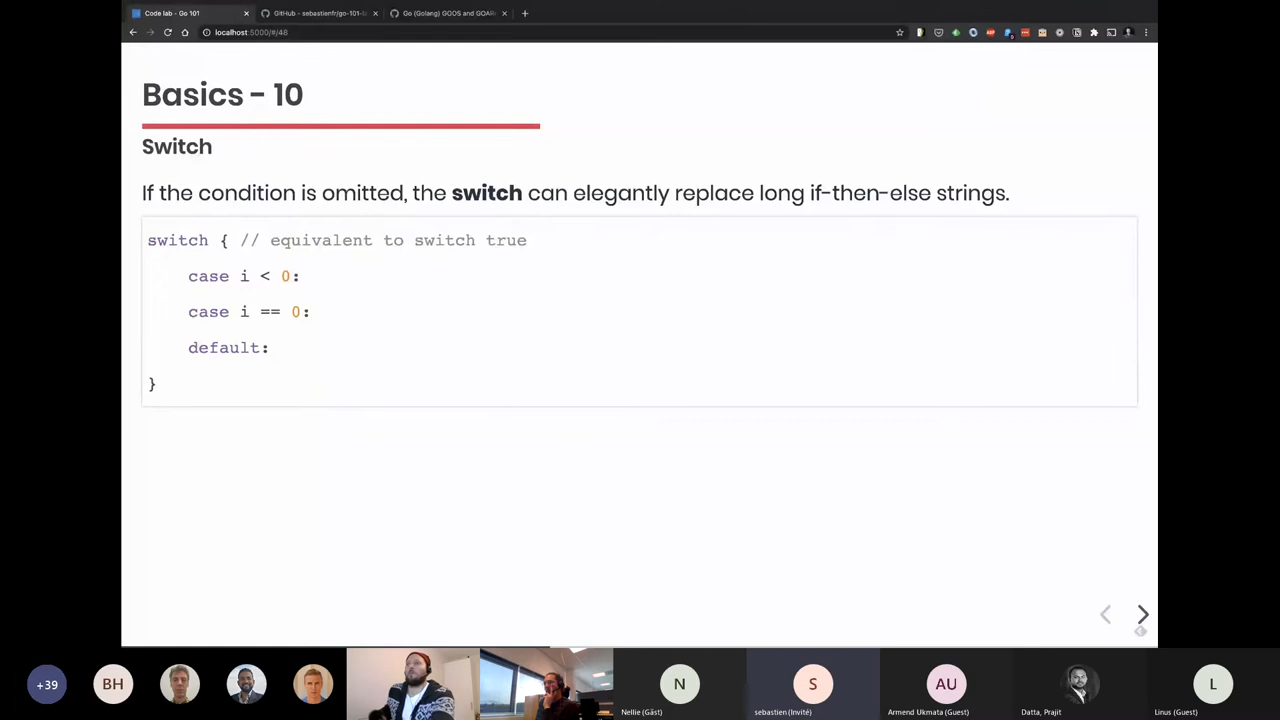 Code lab - Go 101
GitHub - sebastienfr/go-101-
Go (Golang) GOOS and GOAR
localhost:5000/#/48
Basics - 10
Switch
If the condition is omitted, the switch can elegantly replace long if-then-else strings.
switch { // equivalent to switch true
case i < 0:
case i == 0:
default:
}
+39
BH
N
Nellie (Gäst)
S
sebastien (Invité)
AU
Armend Ukmata (Guest)
Datta, Prajit
L
Linus (Guest)